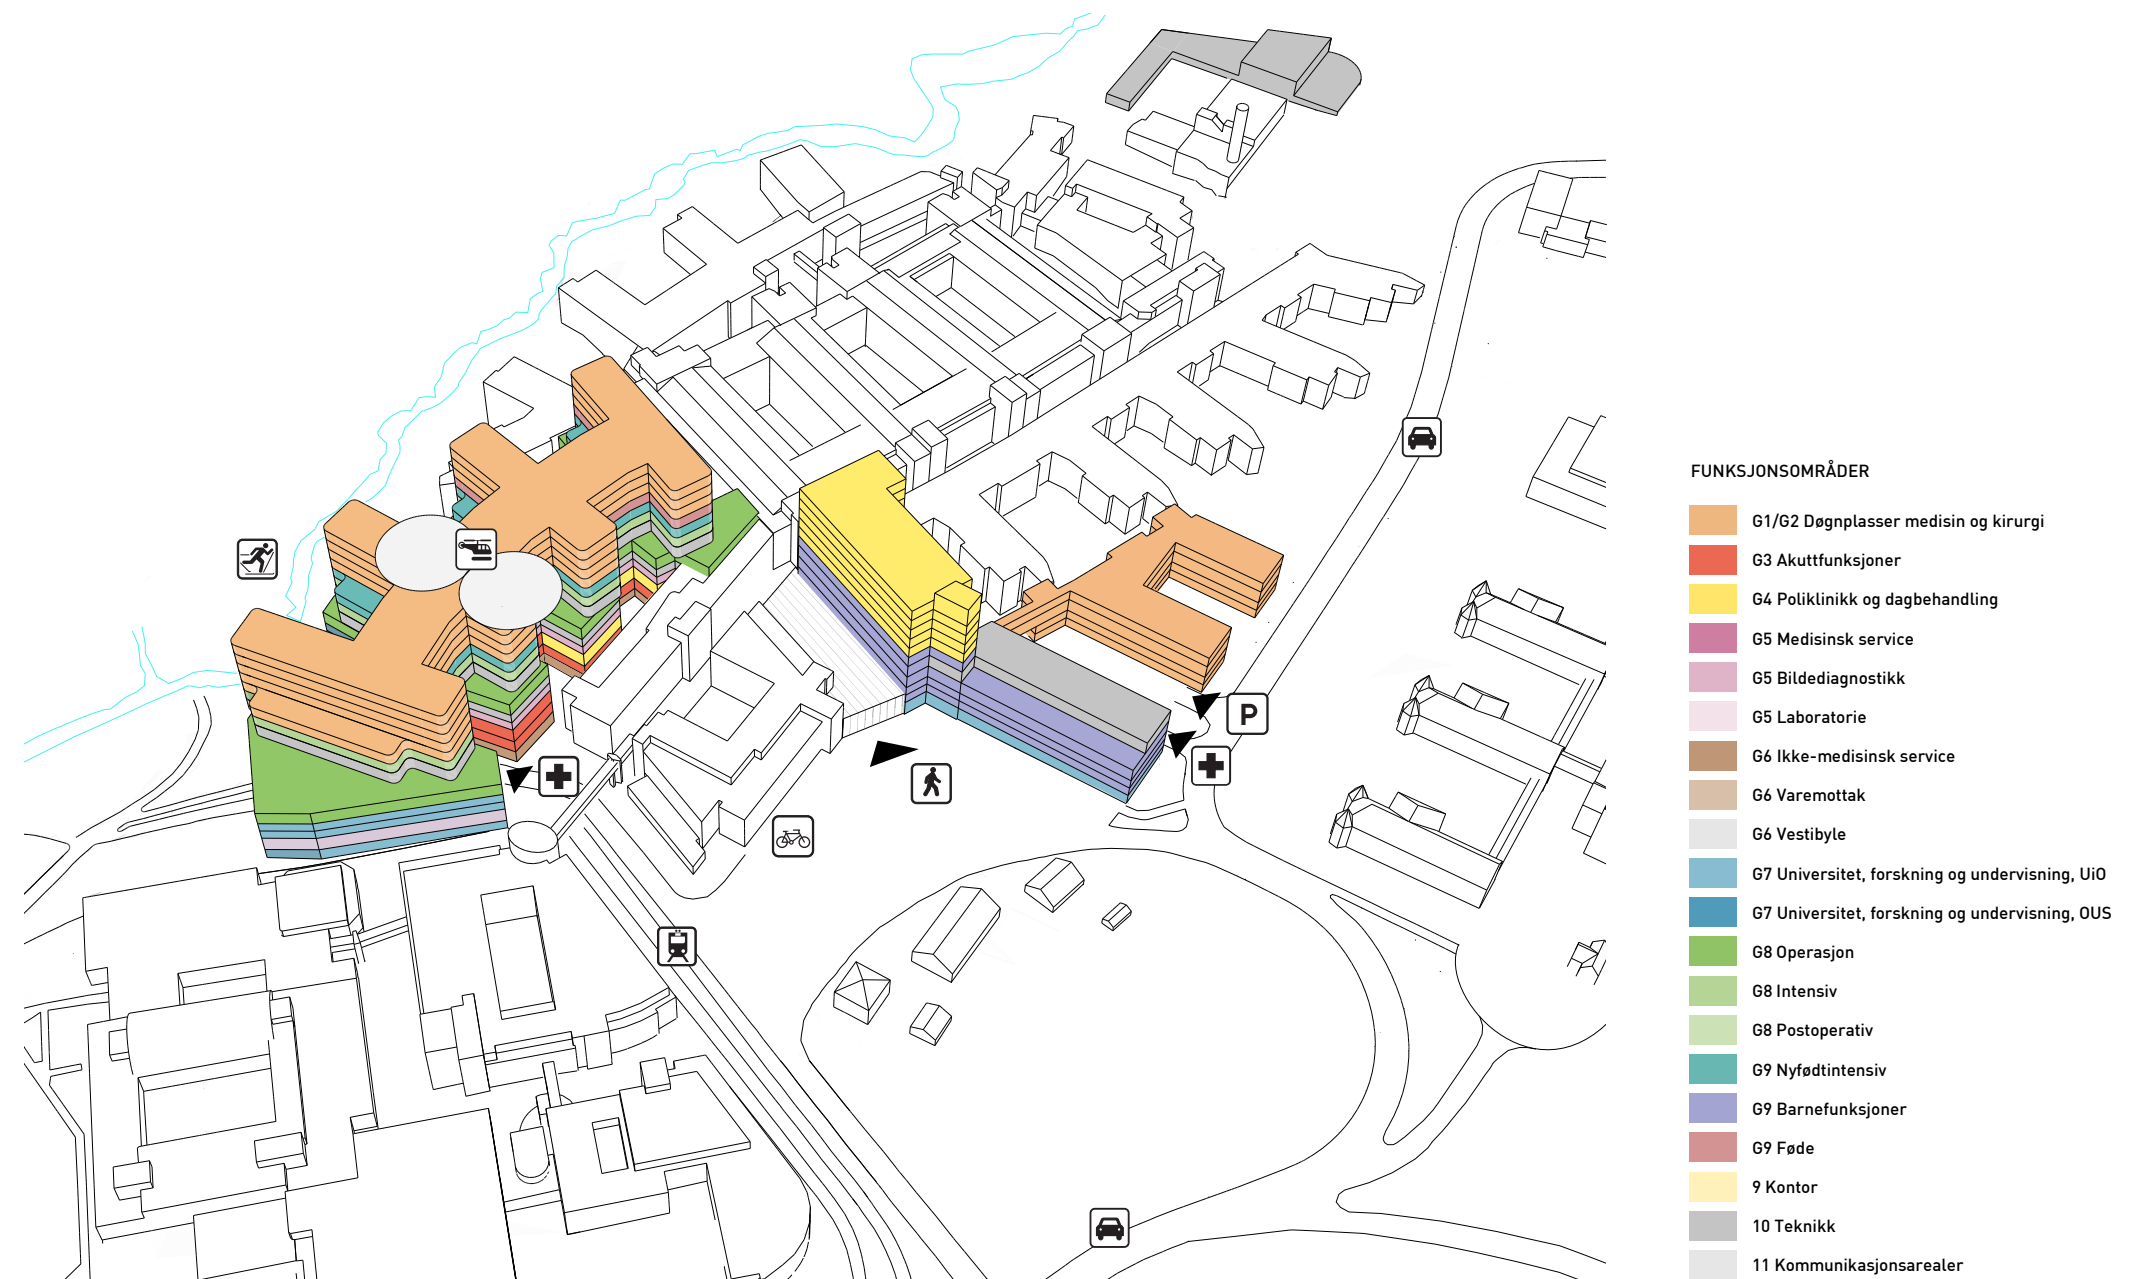 P
FUNKSJONSOMRÅDER
G1/G2 Døgnplasser medisin og kirurgi
G3 Akuttfunksjoner
G4 Poliklinikk og dagbehandling
G5 Medisinsk service
G5 Bildediagnostikk
G5 Laboratorie
G6 Ikke-medisinsk service
G6 Varemottak
G6 Vestibyle
G7 Universitet, forskning og undervisning, UiO
G7 Universitet, forskning og undervisning, OUS
G8 Operasjon
G8 Intensiv
G8 Postoperativ
G9 Nyfødtintensiv
G9 Barnefunksjoner
G9 Føde
9 Kontor
10 Teknikk
11 Kommunikasjonsarealer